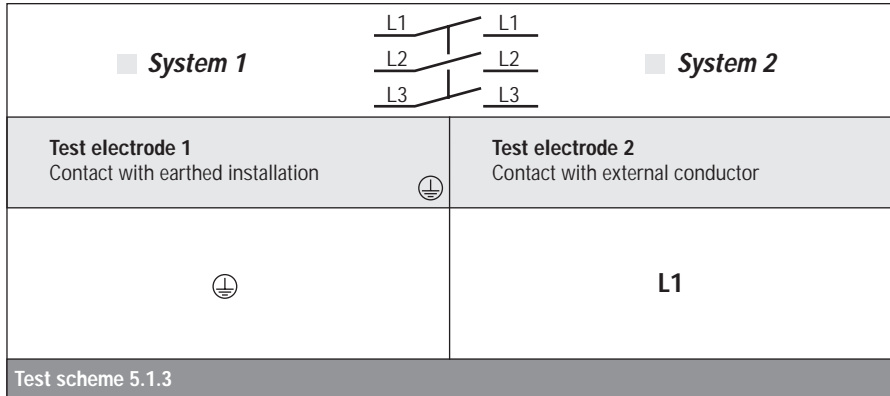 L1 L1
System 1 L2 L2 System 2
L3 L3
Test electrode 1
Contact with earthed installation
Test electrode 2
Contact with external conductor
L1
Test scheme 5.1.3